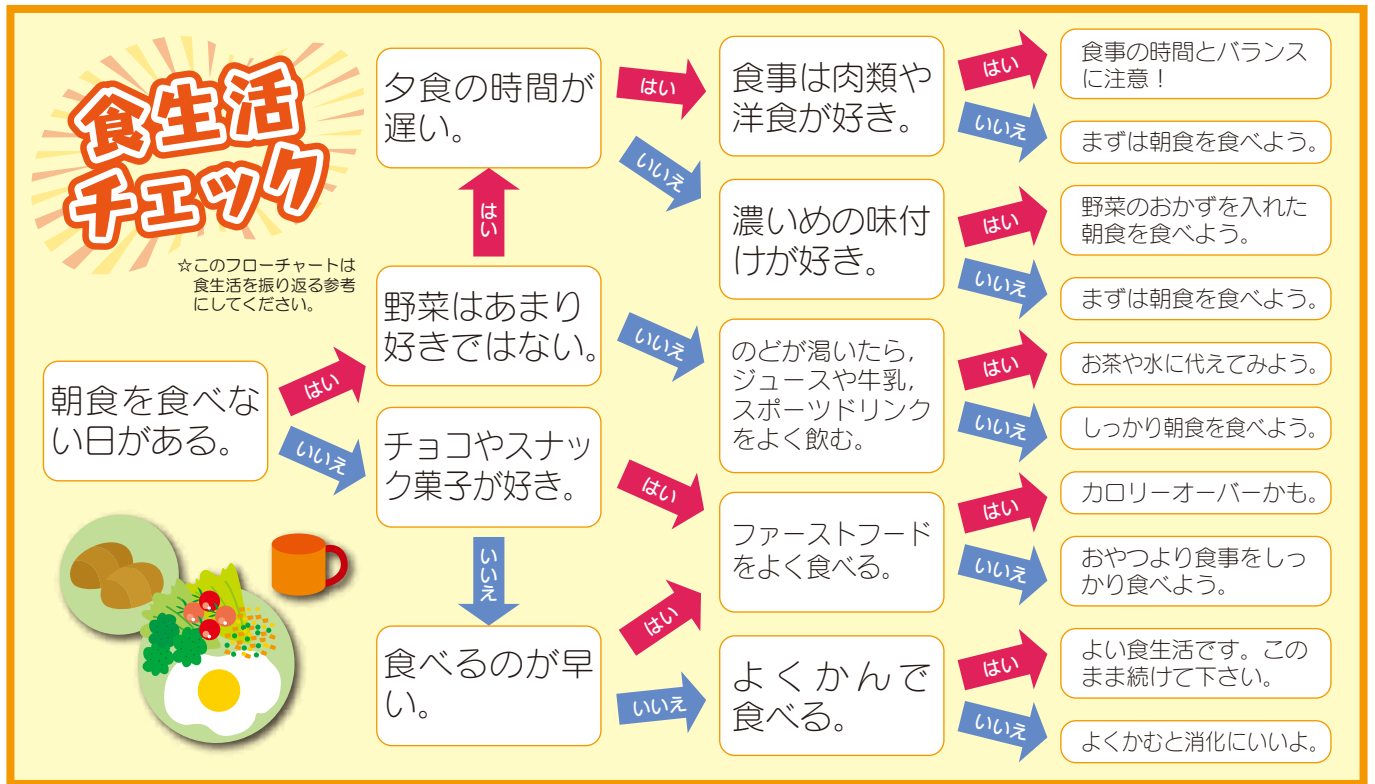 食生活
チェック
☆このフローチャートは
食生活を振り返る参考
にしてください。
朝食を食べな
い日がある。
はい
いいえ
野菜はあまり
好きではない。
はい
いいえ
チョコやスナッ
ク菓子が好き。
はい
いいえ
夕食の時間が
遅い。
はい
いいえ
食べるのが早
い。
はい
いいえ
食事は肉類や
洋食が好き。
はい
いいえ
濃いめの味付
けが好き。
はい
いいえ
のどが渇いたら,
ジュースや牛乳,
スポーツドリンク
をよく飲む。
はい
いいえ
ファーストフード
をよく食べる。
はい
いいえ
よくかんで
食べる。
はい
いいえ
食事の時間とバランス
に注意！
まずは朝食を食べよう。
野菜のおかずを入れた
朝食を食べよう。
まずは朝食を食べよう。
お茶や水に代えてみよう。
しっかり朝食を食べよう。
カロリーオーバーかも。
おやつより食事をしっ
かり食べよう。
よい食生活です。この
まま続けて下さい。
よくかむと消化にいいよ。